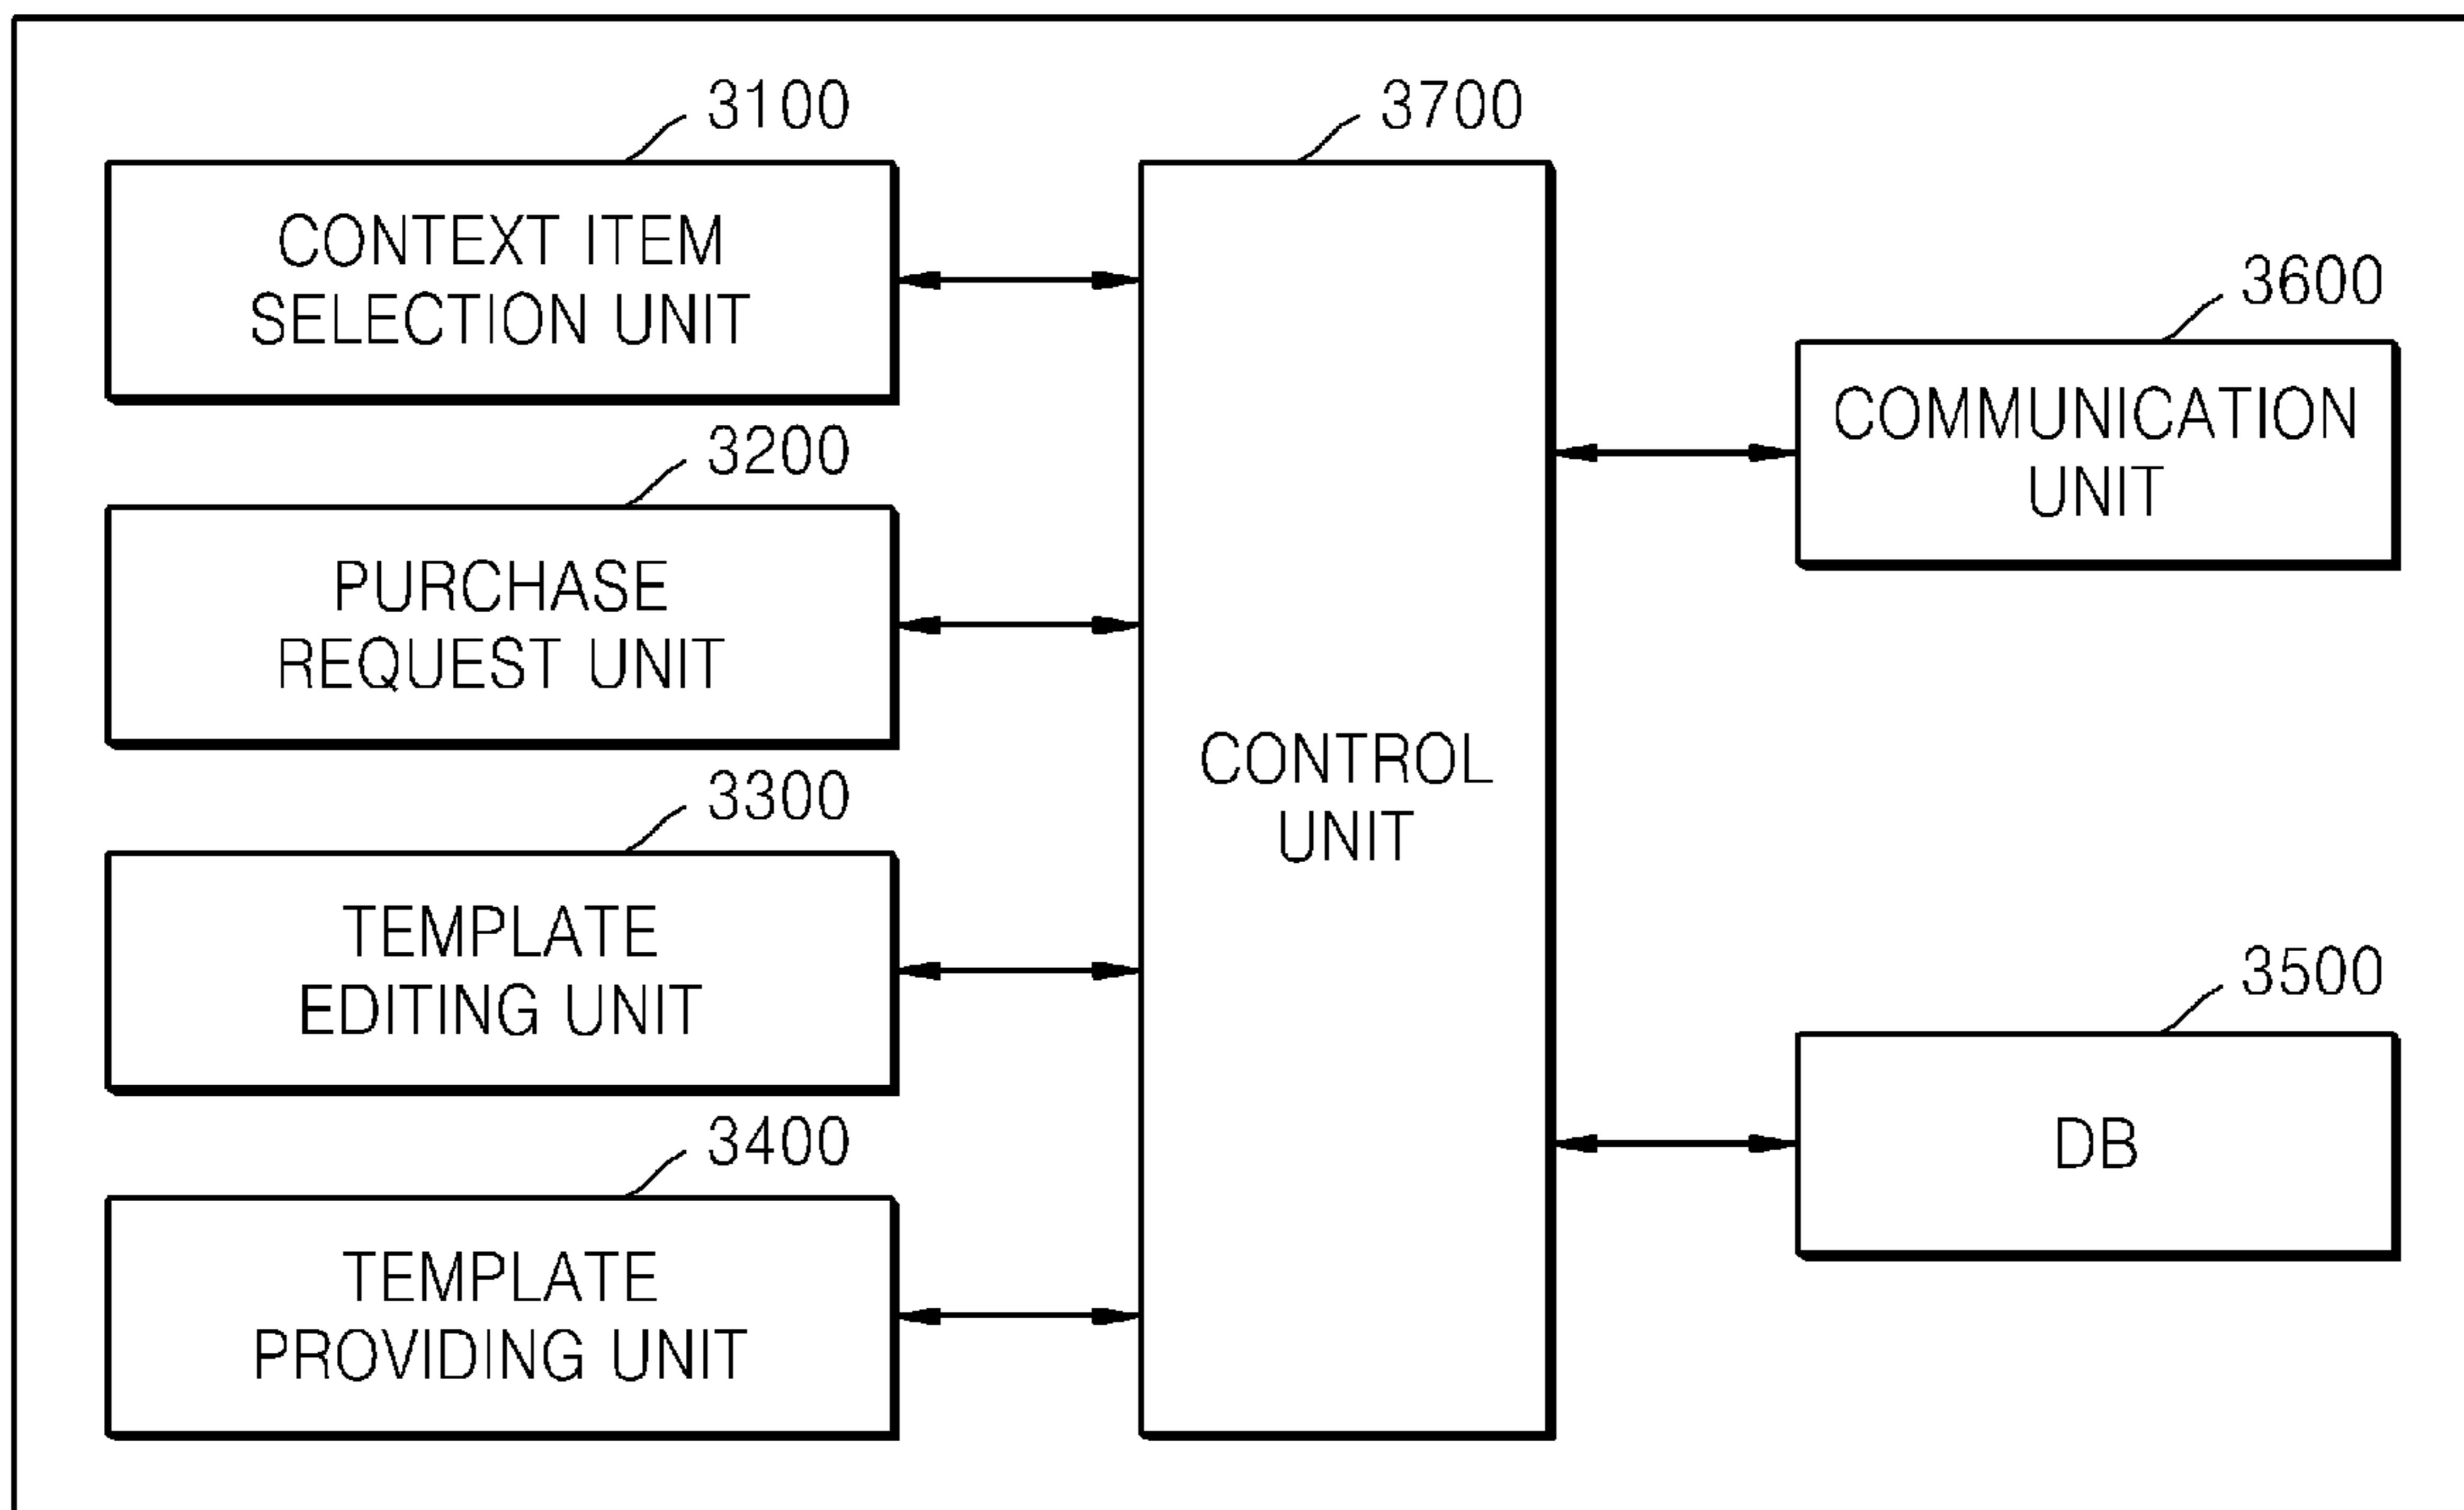 3100
CONTEXT ITEM
SELECTION UNIT
3200
PURCHASE
REQUEST UNIT
3300
TEMPLATE
EDITING UNIT
3400
TEMPLATE
PROVIDING UNIT
3700
CONTROL
UNIT
3600
COMMUNICATION
UNIT
3500
DB